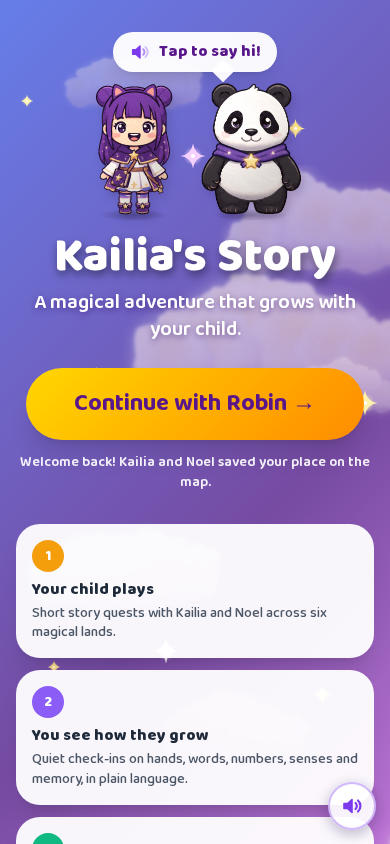 Tap to say hi!
Kailia's Story
A magical adventure that grows with
your child.
Continue with Robin →
Welcome back! Kailia and Noel saved your place on the
map.
1
Your child plays
Short story quests with Kailia and Noel across six
magical lands.
2
You see how they grow
Quiet check-ins on hands, words, numbers, senses and
memory, in plain language.